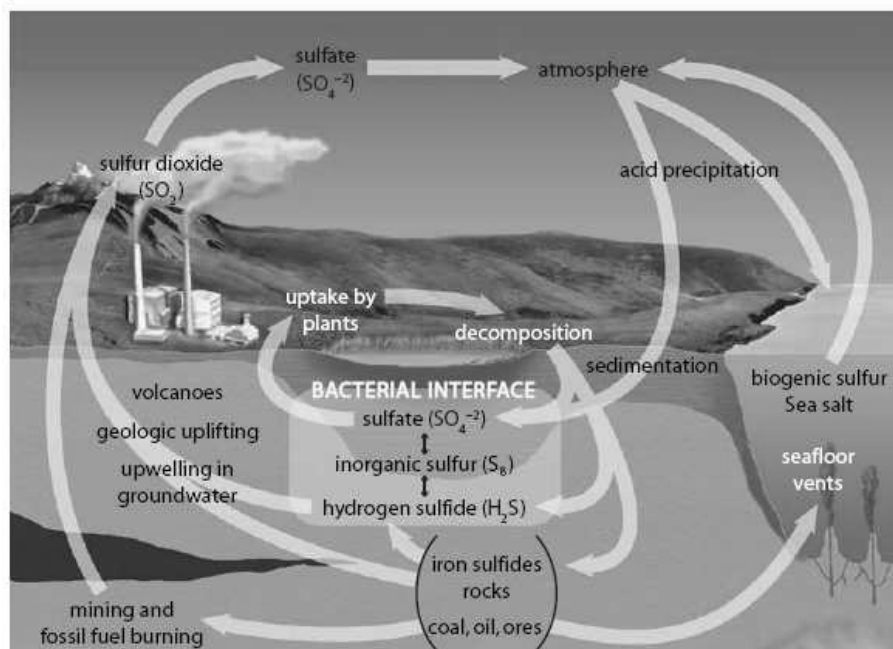 sulfate
(SO₄⁻²)
atmosphere
acid precipitation
sulfur dioxide
(SO₂)
uptake by
plants
decomposition
sedimentation
BACTERIAL INTERFACE
volcanoes
sulfate (SO₄⁻²)
biogenic sulfur
Sea salt
geologic uplifting
inorganic sulfur (S₈)
upwelling in
groundwater
seafloor
vents
hydrogen sulfide (H₂S)
iron sulfides
rocks
coal, oil, ores
mining and
fossil fuel burning